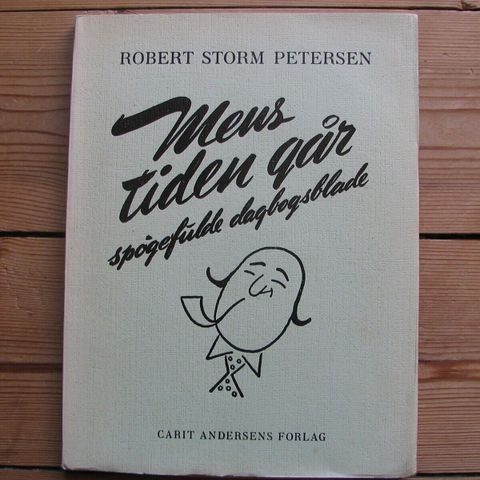 ROBERT STORM PETERSEN
Mens
tiden går
spøgefulde dagbogsblade
CARIT ANDERSENS FORLAG